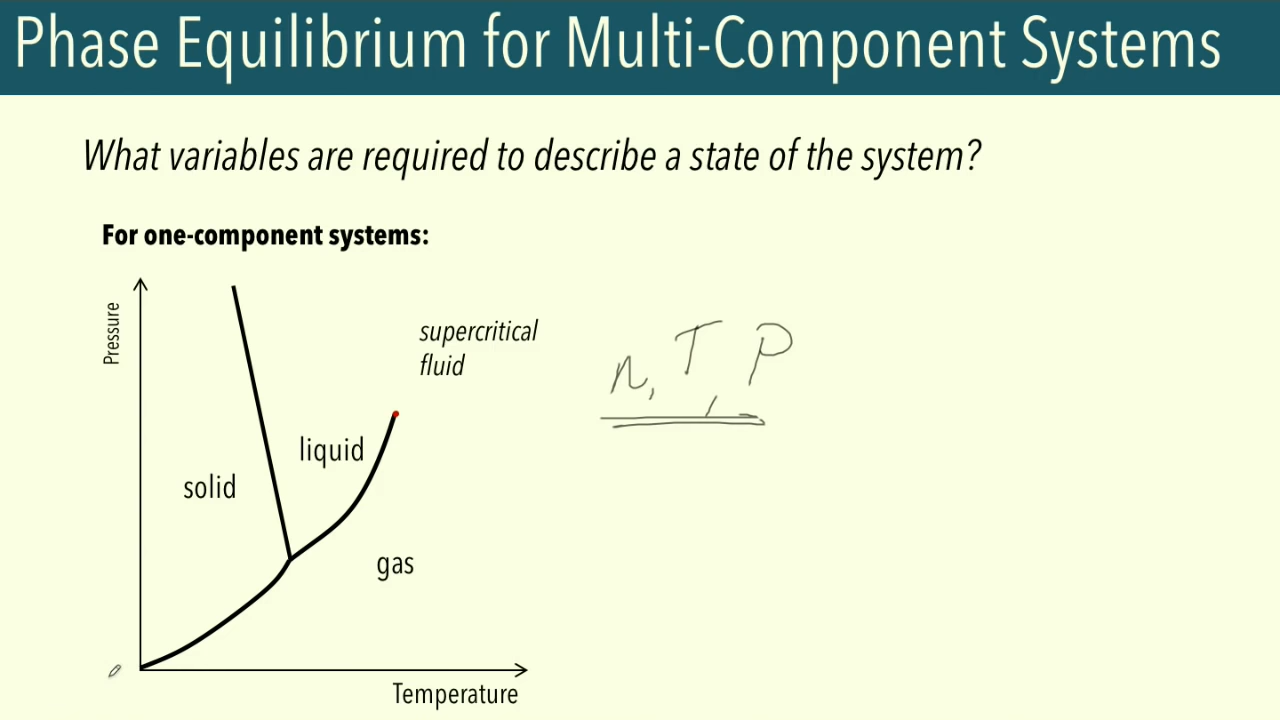 Phase Equilibrium for Multi-Component Systems
What variables are required to describe a state of the system?
For one-component systems:
Pressure
supercritical
fluid
n, T, P
liquid
solid
gas
Temperature